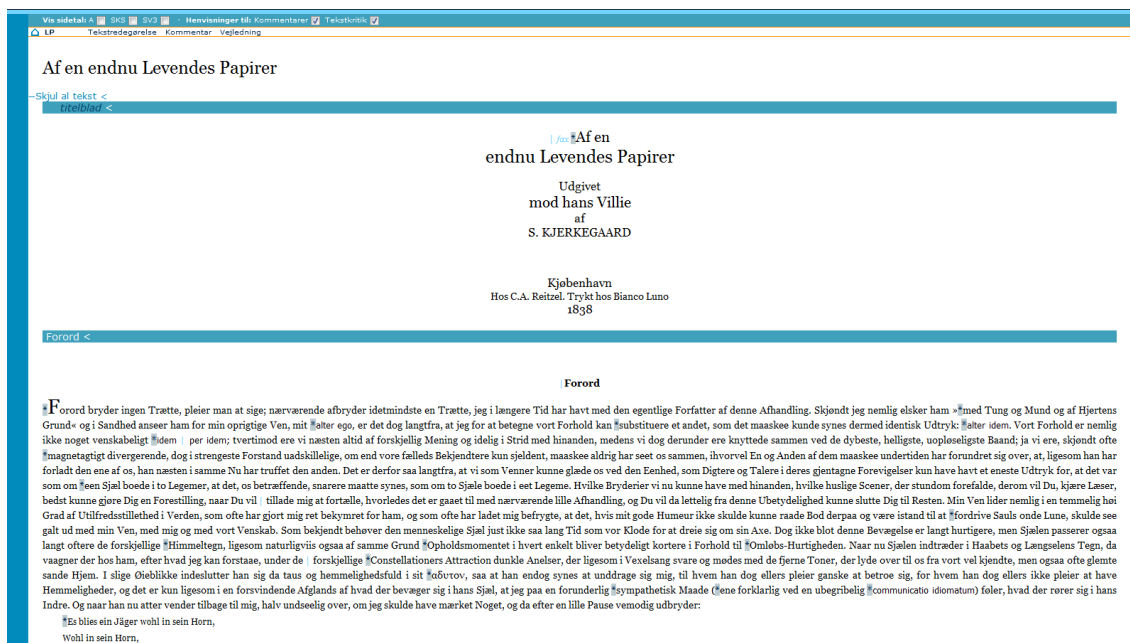 Vis sidetal: A SKS SV3 · Henvisninger til: Kommentarer Tekstkritik
LP Tekstredegørelse Kommentar Vejledning
Af en endnu Levendes Papirer
−Skjul al tekst <
titelblad <
| fax *Af en
endnu Levendes Papirer
Udgivet
mod hans Villie
af
S. KJERKEGAARD
Kjøbenhavn
Hos C.A. Reitzel. Trykt hos Bianco Luno
1838
Forord <
| Forord
*Forord bryder ingen Trætte, pleier man at sige; nærværende afbryder idetmindste en Trætte, jeg i længere Tid har havt med den egentlige Forfatter af denne Afhandling. Skjøndt jeg nemlig elsker ham »*med Tung og Mund og af Hjertens
Grund« og i Sandhed anseer ham for min oprigtige Ven, mit *alter ego, er det dog langtfra, at jeg for at betegne vort Forhold kan *substituere et andet, som det maaskee kunde synes dermed identisk Udtryk: *alter idem. Vort Forhold er nemlig
ikke noget venskabeligt *idem | per idem; tvertimod ere vi næsten altid af forskjellig Mening og idelig i Strid med hinanden, medens vi dog derunder ere knyttede sammen ved de dybeste, helligste, uopløseligste Baand; ja vi ere, skjøndt ofte
*magnetagtigt divergerende, dog i strengeste Forstand uadskillelige, om end vore fælleds Bekjendtere kun sjeldent, maaskee aldrig har seet os sammen, ihvorvel En og Anden af dem maaskee undertiden har forundret sig over, at, ligesom han har
forladt den ene af os, han næsten i samme Nu har truffet den anden. Det er derfor saa langtfra, at vi som Venner kunne glæde os ved den Eenhed, som Digtere og Talere i deres gjentagne Forevigelser kun have havt et eneste Udtryk for, at det var
som om *een Sjæl boede i to Legemer, at det, os betræffende, snarere maatte synes, som om to Sjæle boede i eet Legeme. Hvilke Bryderier vi nu kunne have med hinanden, hvilke huslige Scener, der stundom forefalde, derom vil Du, kjære Læser,
bedst kunne gjøre Dig en Forestilling, naar Du vil | tillade mig at fortælle, hvorledes det er gaaet til med nærværende lille Afhandling, og Du vil da lettelig fra denne Ubetydelighed kunne slutte Dig til Resten. Min Ven lider nemlig i en temmelig høi
Grad af Utilfredsstillethed i Verden, som ofte har gjort mig ret bekymret for ham, og som ofte har ladet mig befrygte, at det, hvis mit gode Humeur ikke skulde kunne raade Bod derpaa og være istand til at *fordrive Sauls onde Lune, skulde see
galt ud med min Ven, med mig og med vort Venskab. Som bekjendt behøver den menneskelige Sjæl just ikke saa lang Tid som vor Klode for at dreie sig om sin Axe. Dog ikke blot denne Bevægelse er langt hurtigere, men Sjælen passerer ogsaa
langt oftere de forskjellige *Himmeltegn, ligesom naturligviis ogsaa af samme Grund *Opholdsmomentet i hvert enkelt bliver betydeligt kortere i Forhold til *Omløbs-Hurtigheden. Naar nu Sjælen indtræder i Haabets og Længselens Tegn, da
vaagner der hos ham, efter hvad jeg kan forstaae, under de | forskjellige *Constellationers Attraction dunkle Anelser, der ligesom i Vexelsang svare og mødes med de fjerne Toner, der lyde over til os fra vort vel kjendte, men ogsaa ofte glemte
sande Hjem. I slige Øieblikke indeslutter han sig da taus og hemmelighedsfuld i sit *αδυτον, saa at han endog synes at unddrage sig mig, til hvem han dog ellers pleier ganske at betroe sig, for hvem han dog ellers ikke pleier at have
Hemmeligheder, og det er kun ligesom i en forsvindende Afglands af hvad der bevæger sig i hans Sjæl, at jeg paa en forunderlig *sympathetisk Maade (*ene forklarlig ved en ubegribelig *communicatio idiomatum) føler, hvad der rører sig i hans
Indre. Og naar han nu atter vender tilbage til mig, halv undseelig over, om jeg skulde have mærket Noget, og da efter en lille Pause vemodig udbryder:
*Es blies ein Jäger wohl in sein Horn,
Wohl in sein Horn,